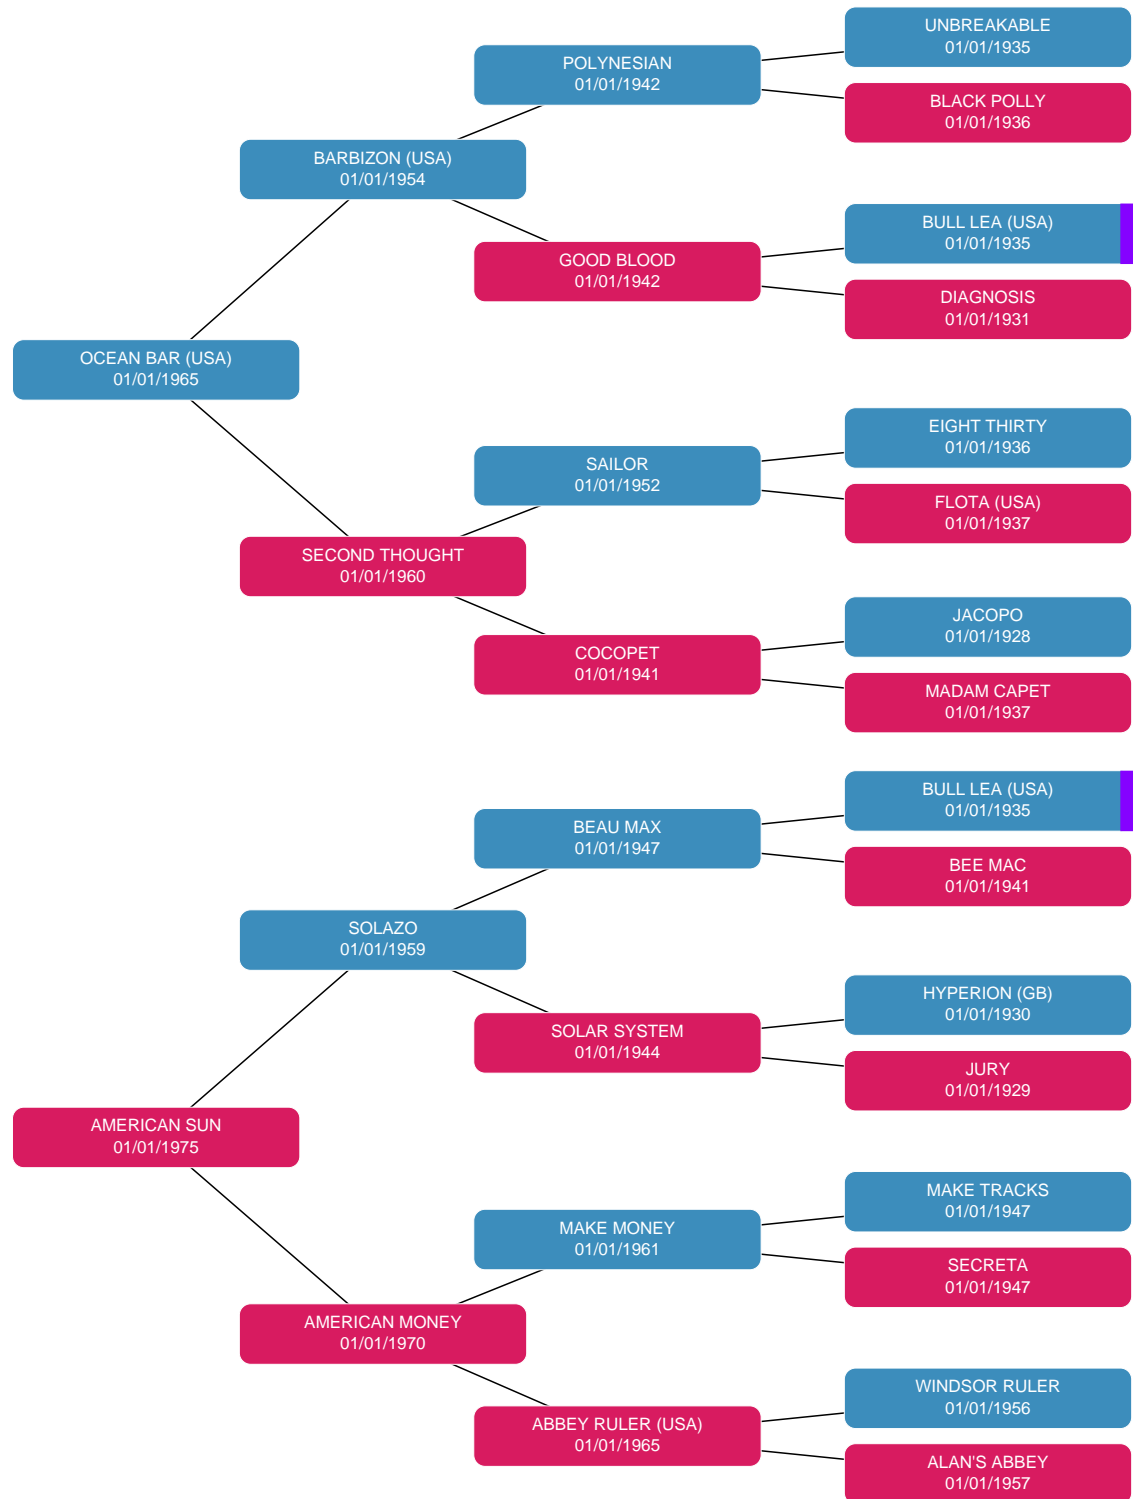 UNBREAKABLE
01/01/1935
POLYNESIAN
01/01/1942
BLACK POLLY
01/01/1936
BARBIZON (USA)
01/01/1954
BULL LEA (USA)
01/01/1935
GOOD BLOOD
01/01/1942
DIAGNOSIS
01/01/1931
OCEAN BAR (USA)
01/01/1965
EIGHT THIRTY
01/01/1936
SAILOR
01/01/1952
FLOTA (USA)
01/01/1937
SECOND THOUGHT
01/01/1960
JACOPO
01/01/1928
COCOPET
01/01/1941
MADAM CAPET
01/01/1937
BULL LEA (USA)
01/01/1935
BEAU MAX
01/01/1947
BEE MAC
01/01/1941
SOLAZO
01/01/1959
HYPERION (GB)
01/01/1930
SOLAR SYSTEM
01/01/1944
JURY
01/01/1929
AMERICAN SUN
01/01/1975
MAKE TRACKS
01/01/1947
MAKE MONEY
01/01/1961
SECRETA
01/01/1947
AMERICAN MONEY
01/01/1970
WINDSOR RULER
01/01/1956
ABBEY RULER (USA)
01/01/1965
ALAN'S ABBEY
01/01/1957